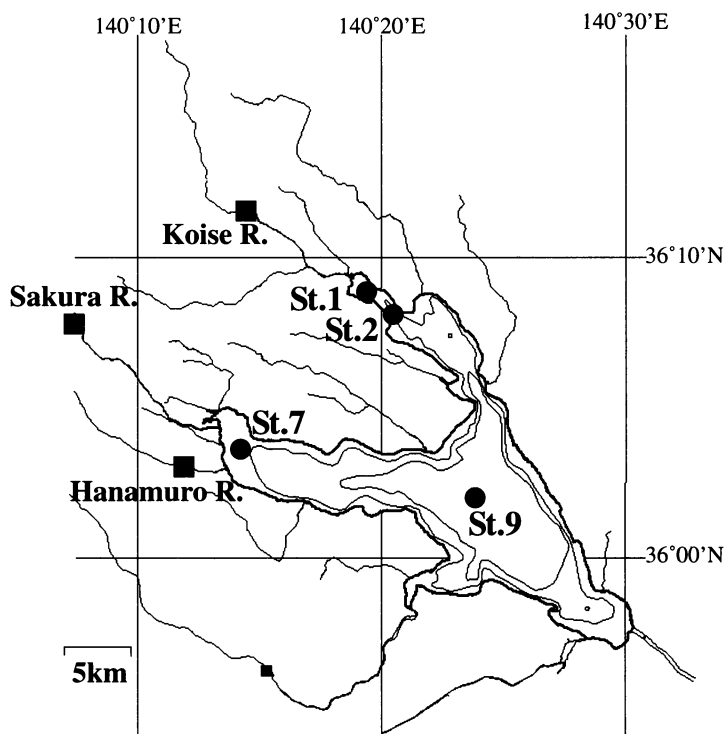 140°10'E
140°20'E
140°30'E
Koise R.
36°10'N
Sakura R.
St.1
St.2
St.7
Hanamuro R.
St.9
36°00'N
5km